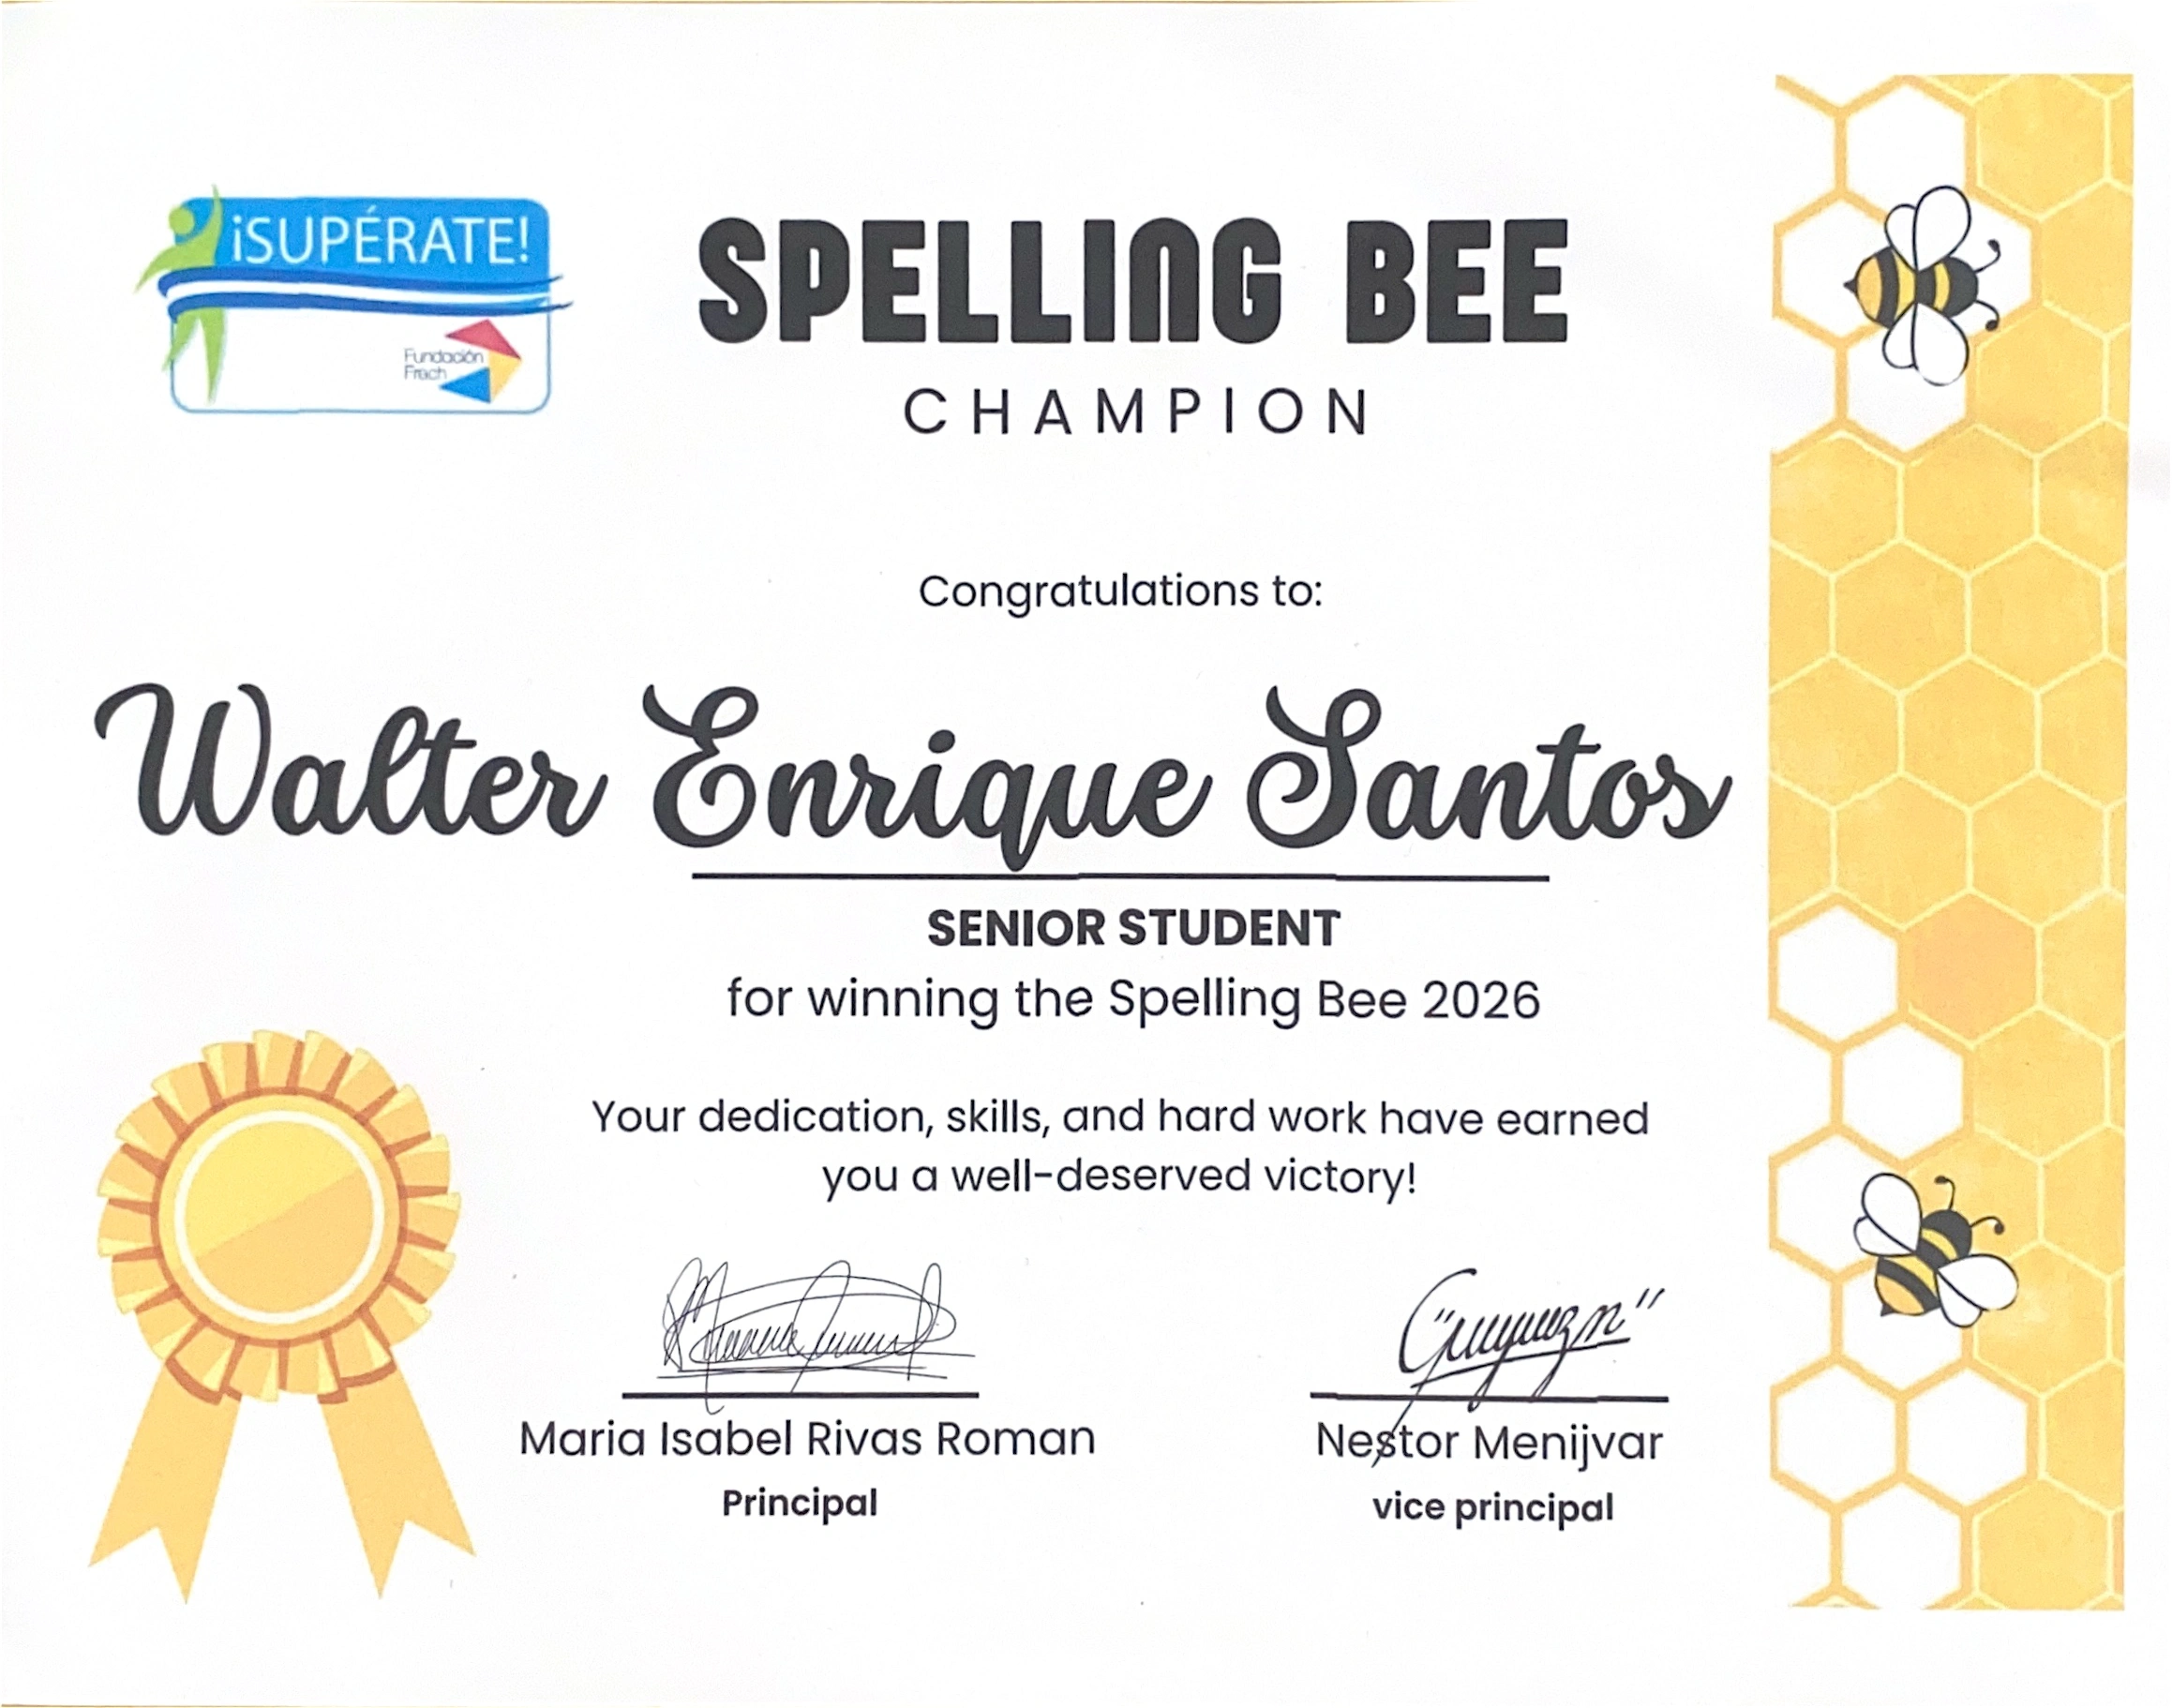 ¡SUPÉRATE!
Fundación
Frech
SPELLING BEE
CHAMPION
Congratulations to:
Walter Enrique Santos
SENIOR STUDENT
for winning the Spelling Bee 2026
Your dedication, skills, and hard work have earned
you a well-deserved victory!
Maria Isabel Rivas Roman
Principal
Nestor Menijvar
vice principal